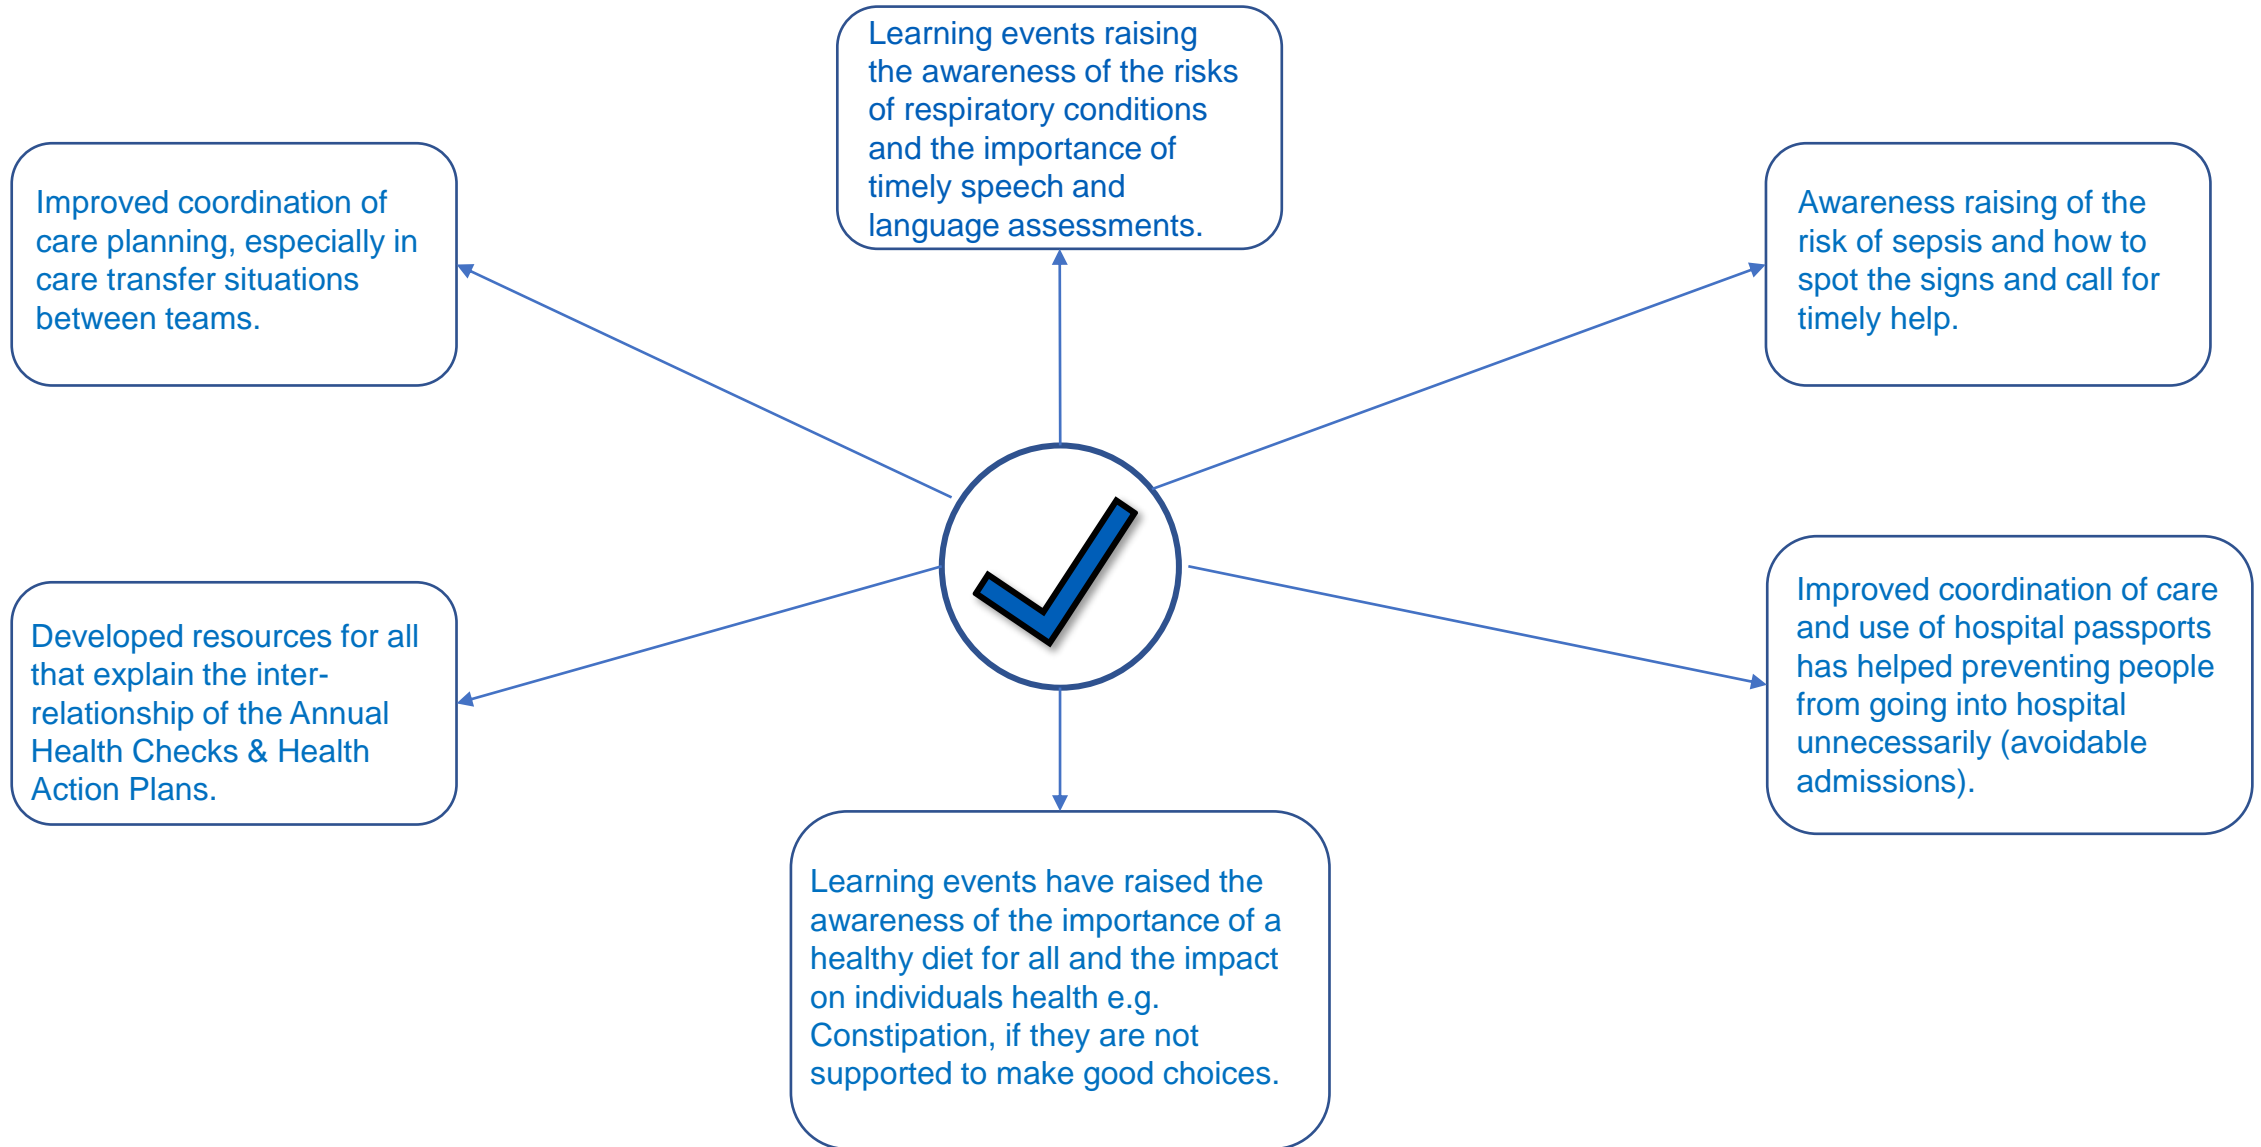 Learning events raising
the awareness of the risks
of respiratory conditions
and the importance of
timely speech and
language assessments.
Improved coordination of
care planning, especially in
care transfer situations
between teams.
Awareness raising of the
risk of sepsis and how to
spot the signs and call for
timely help.
Developed resources for all
that explain the inter-
relationship of the Annual
Health Checks & Health
Action Plans.
Improved coordination of care
and use of hospital passports
has helped preventing people
from going into hospital
unnecessarily (avoidable
admissions).
Learning events have raised the
awareness of the importance of a
healthy diet for all and the impact
on individuals health e.g.
Constipation, if they are not
supported to make good choices.